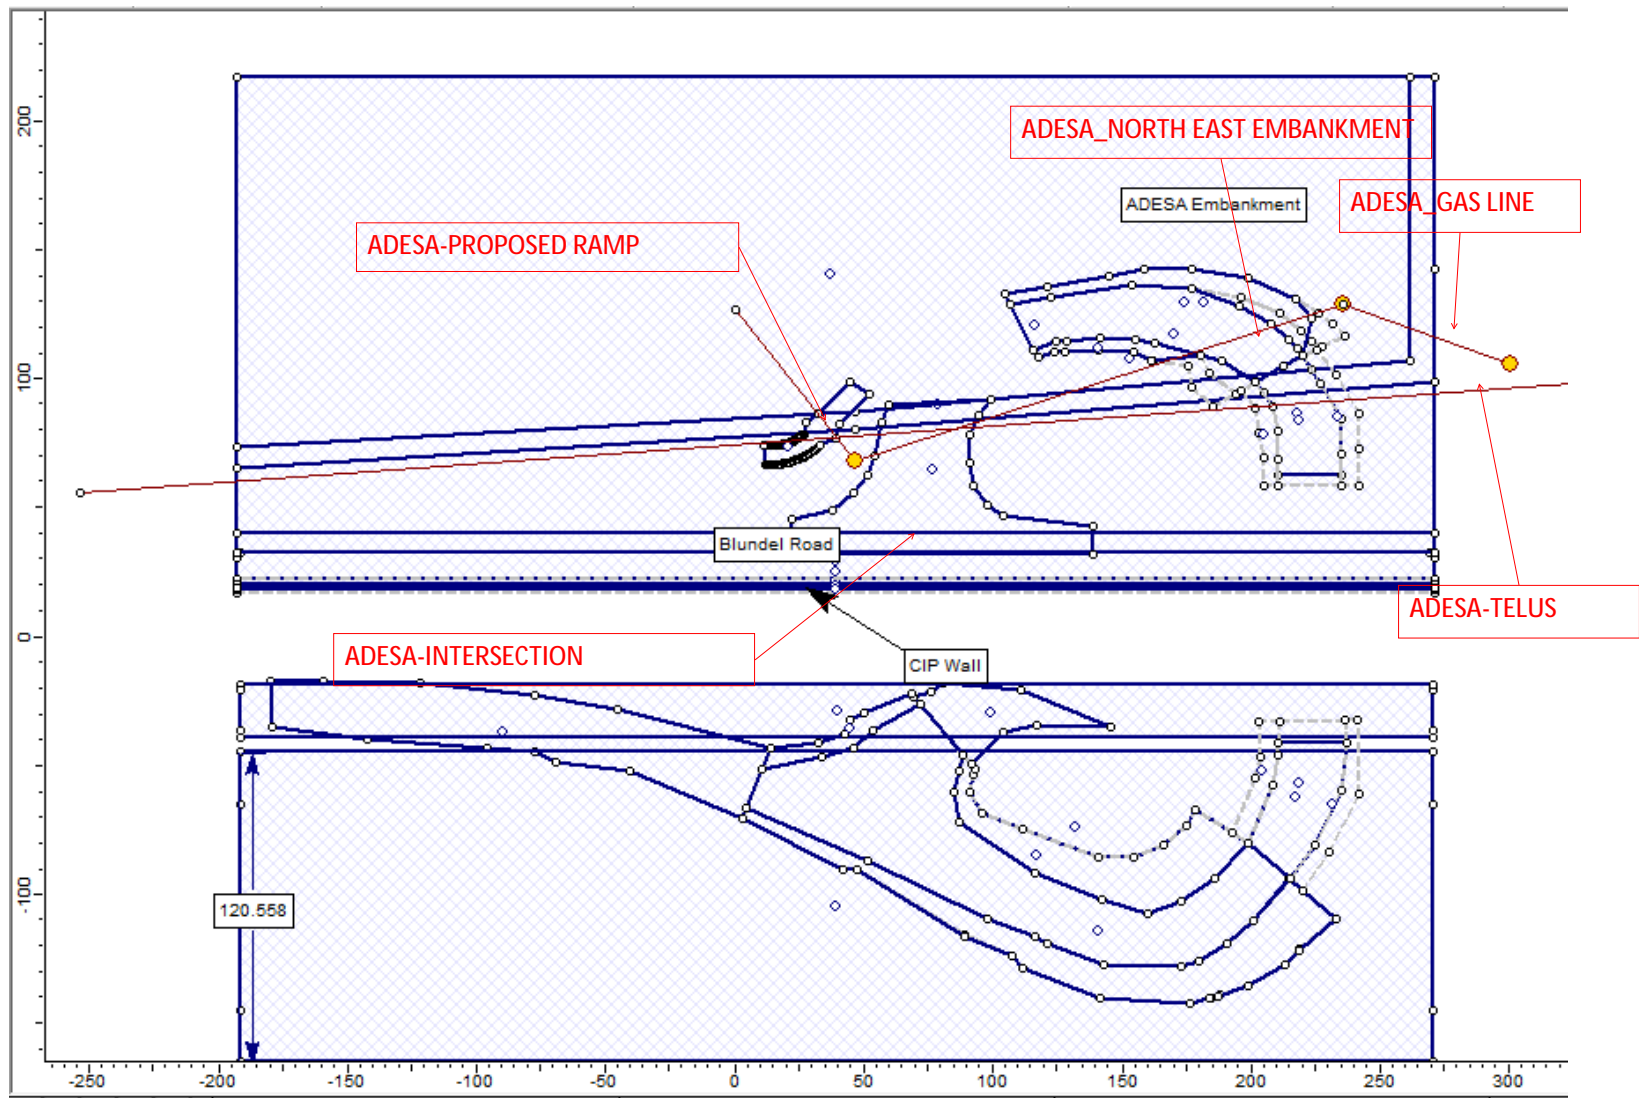 200
ADESA_NORTH EAST EMBANKMENT
ADESA Embankment
ADESA_GAS LINE
ADESA-PROPOSED RAMP
100
Blundel Road
ADESA-TELUS
0
ADESA-INTERSECTION
CIP Wall
-100
120.558
-250 -200 -150 -100 -50 0 50 100 150 200 250 300